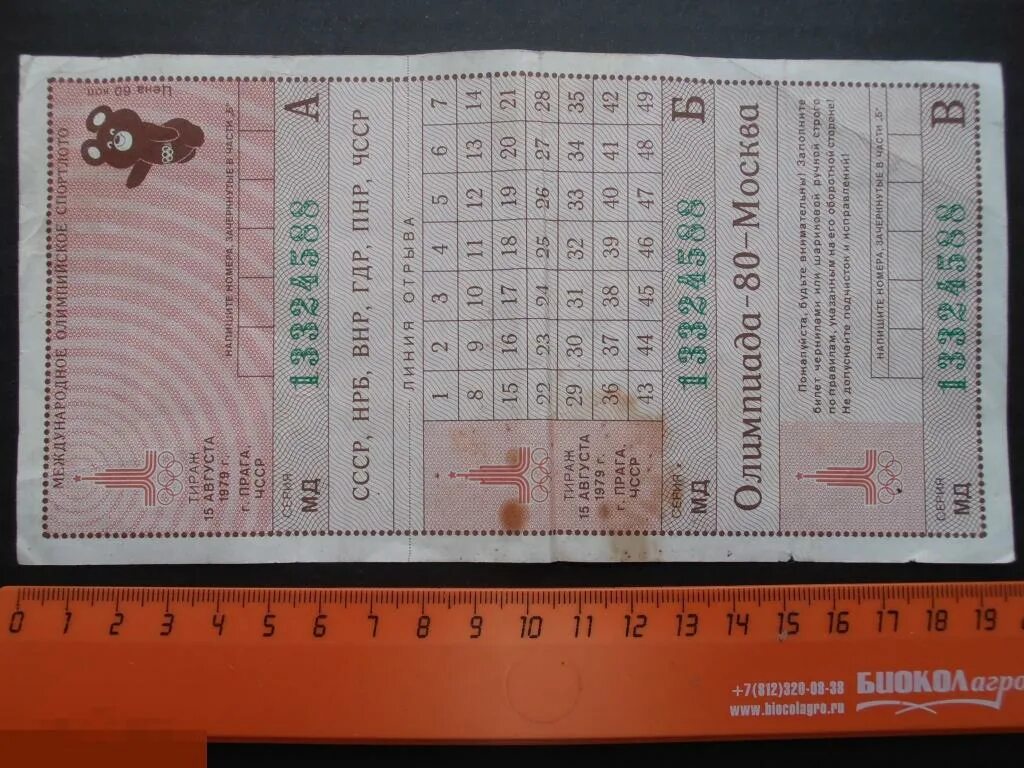 МЕЖДУНАРОДНОЕ ОЛИМПИЙСКОЕ СПОРТЛОТО
Цена 60 коп.
ТИРАЖ
15 АВГУСТА
1979 г.
г. ПРАГА,
ЧССР
НАПИШИТЕ НОМЕРА, ЗАЧЕРКНУТЫЕ В ЧАСТИ „Б"
СЕРИЯ
МД
13324588
А
СССР, НРБ, ВНР, ГДР, ПНР, ЧССР
ЛИНИЯ ОТРЫВА
1 2 3 4 5 6 7
8 9 10 11 12 13 14
15 16 17 18 19 20 21
22 23 24 25 26 27 28
29 30 31 32 33 34 35
36 37 38 39 40 41 42
43 44 45 46 47 48 49
ТИРАЖ
15 АВГУСТА
1979 г.
г. ПРАГА,
ЧССР
СЕРИЯ
МД
13324588
Б
Олимпиада-80-Москва
Пожалуйста, будьте внимательны! Заполните
билет чернилами или шариковой ручкой строго
по правилам, указанным на его оборотной стороне!
Не допускайте подчисток и исправлений!
НАПИШИТЕ НОМЕРА, ЗАЧЕРКНУТЫЕ В ЧАСТИ „Б"
СЕРИЯ
МД
13324588
В
0 1 2 3 4 5 6 7 8 9 10 11 12 13 14 15 16 17 18 19
+7(812)320-08-38
www.biocolagro.ru
БИОКОЛагро